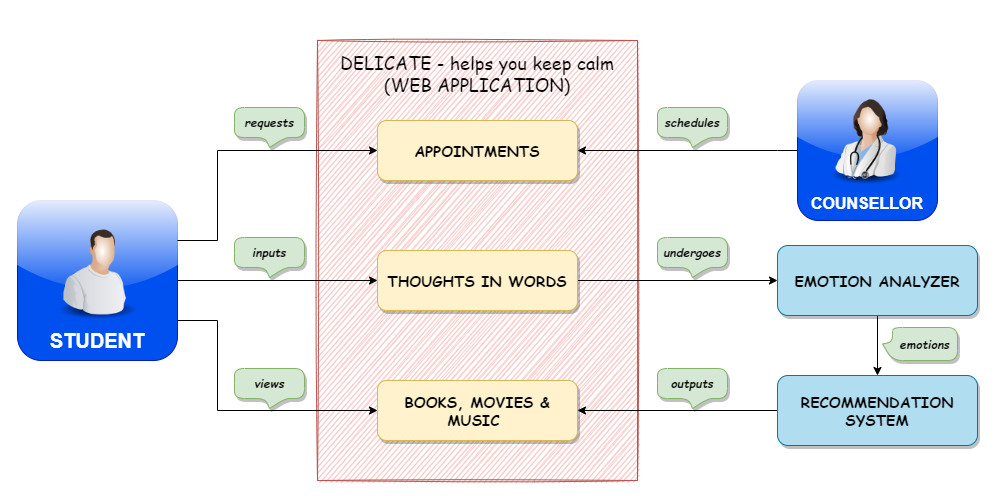 DELICATE - helps you keep calm
(WEB APPLICATION)
requests
APPOINTMENTS
schedules
COUNSELLOR
STUDENT
inputs
THOUGHTS IN WORDS
undergoes
EMOTION ANALYZER
emotions
views
BOOKS, MOVIES &
MUSIC
outputs
RECOMMENDATION
SYSTEM